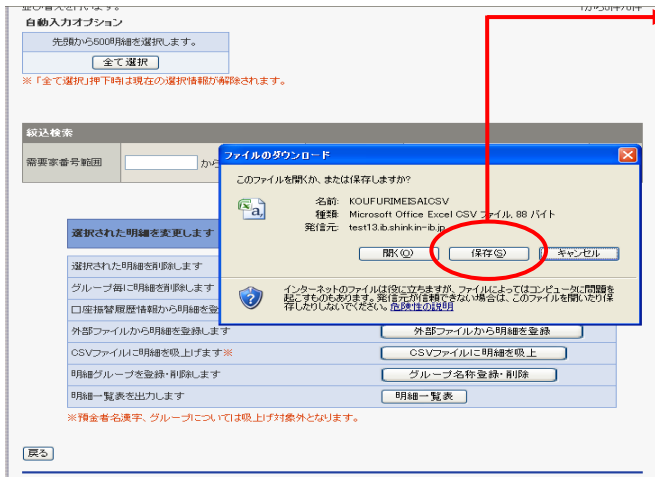 自動入力オプション
先頭から500明細を選択します。
全て選択
※「全て選択」押下時は現在の選択情報が解除されます。
絞込検索
需要家番号範囲
から
ファイルのダウンロード
このファイルを開くか、または保存しますか?
名前: KOUFURIMEISAI.CSV
種類: Microsoft Office Excel CSV ファイル, 88 バイト
発信元: test13.ib.shinkin-ib.jp
開く(O)
保存(S)
キャンセル
インターネットのファイルは役に立ちますが、ファイルによってはコンピュータに問題を
起こすものもあります。発信元が信頼できない場合は、このファイルを開いたり保
存したりしないでください。危険性の説明
選択された明細を変更します
選択された明細を削除します
グループ毎に明細を削除します
口座振替履歴情報から明細を登
外部ファイルから明細を登録します
外部ファイルから明細を登録
CSVファイルに明細を吸上げます※
CSVファイルに明細を吸上
明細グループを登録・削除します
グループ名称登録・削除
明細一覧表を出力します
明細一覧表
※預金者名漢字、グループについては吸上げ対象外となります。
戻る